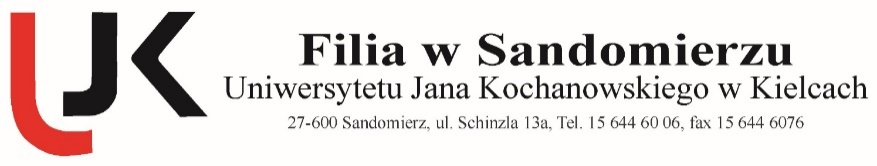 UJK
Filia w Sandomierzu
Uniwersytetu Jana Kochanowskiego w Kielcach
27-600 Sandomierz, ul. Schinzla 13a, Tel. 15 644 60 06, fax 15 644 6076